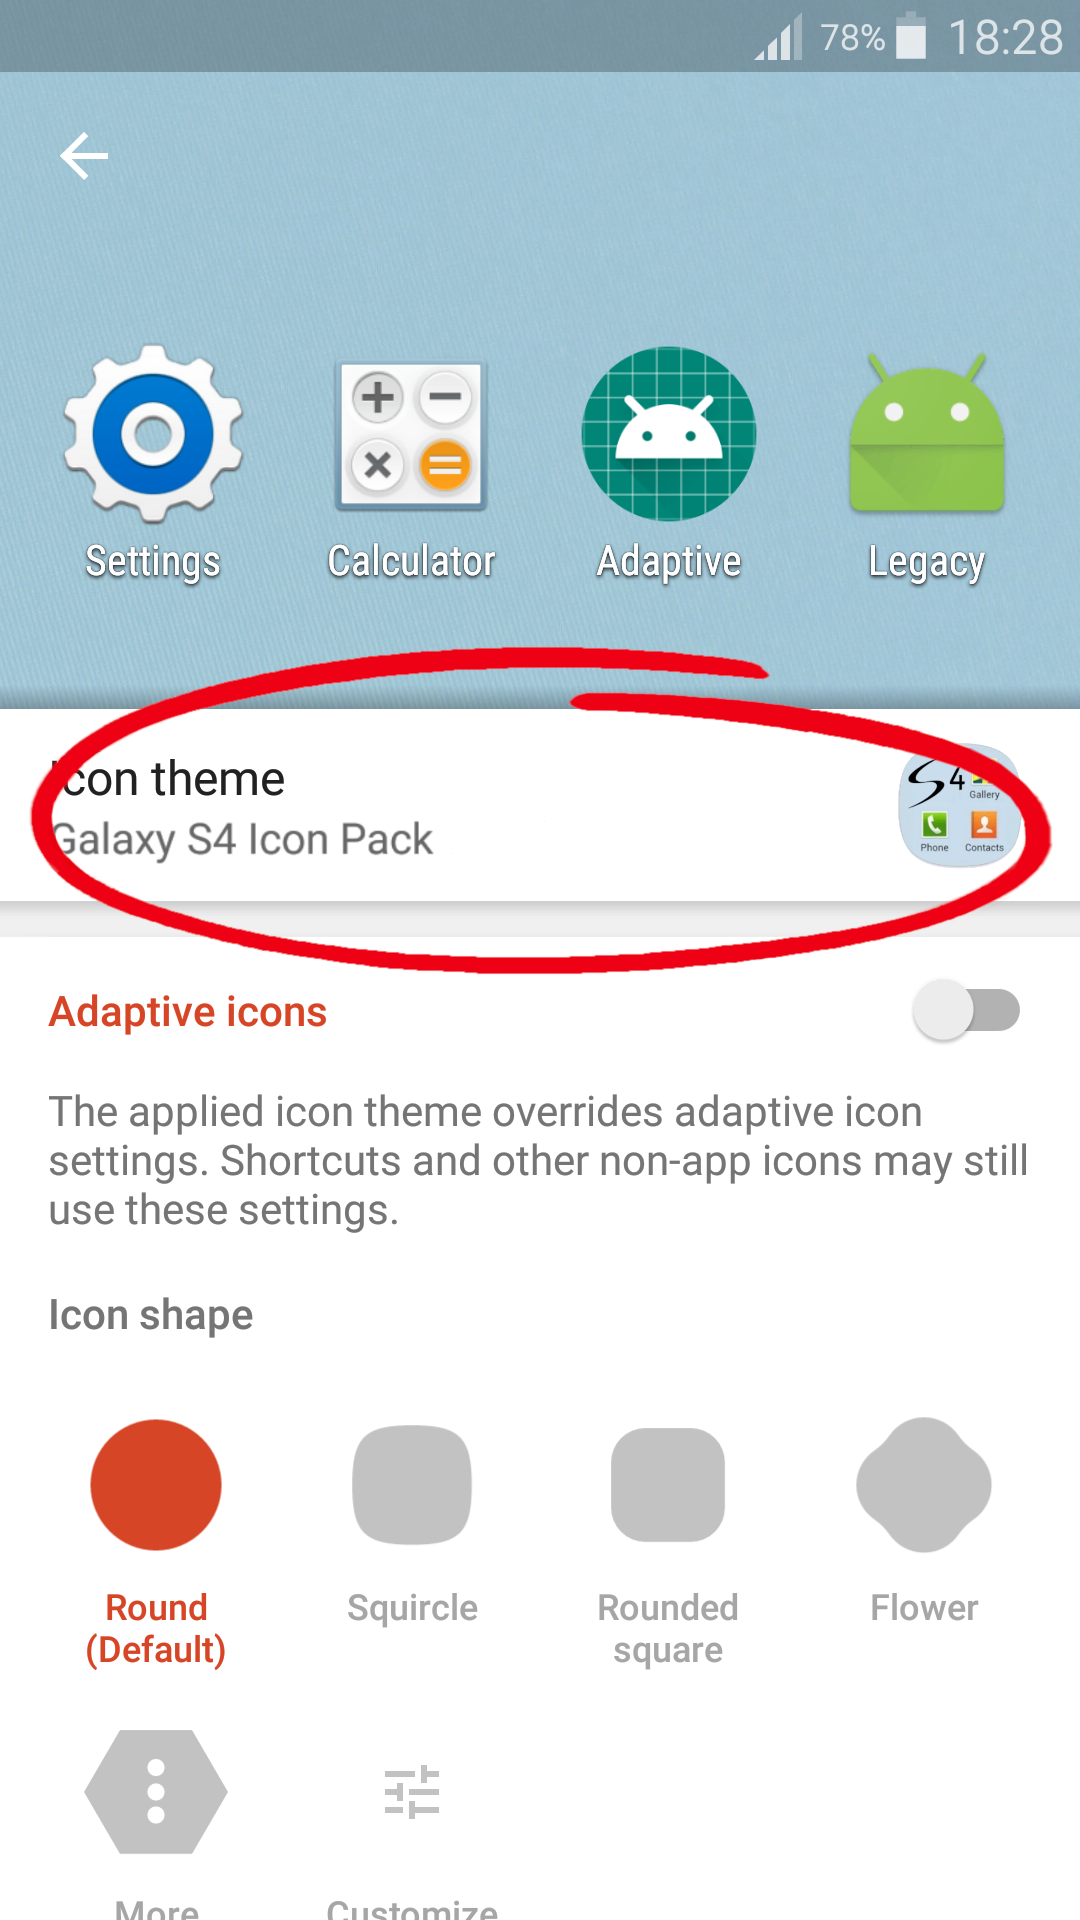 78% 18:28
Settings Calculator Adaptive Legacy
Icon theme
Galaxy S4 Icon Pack
S4
Gallery
Phone Contacts
Adaptive icons
The applied icon theme overrides adaptive icon
settings. Shortcuts and other non-app icons may still
use these settings.
Icon shape
Round
(Default)
Squircle
Rounded
square
Flower
More
Customize